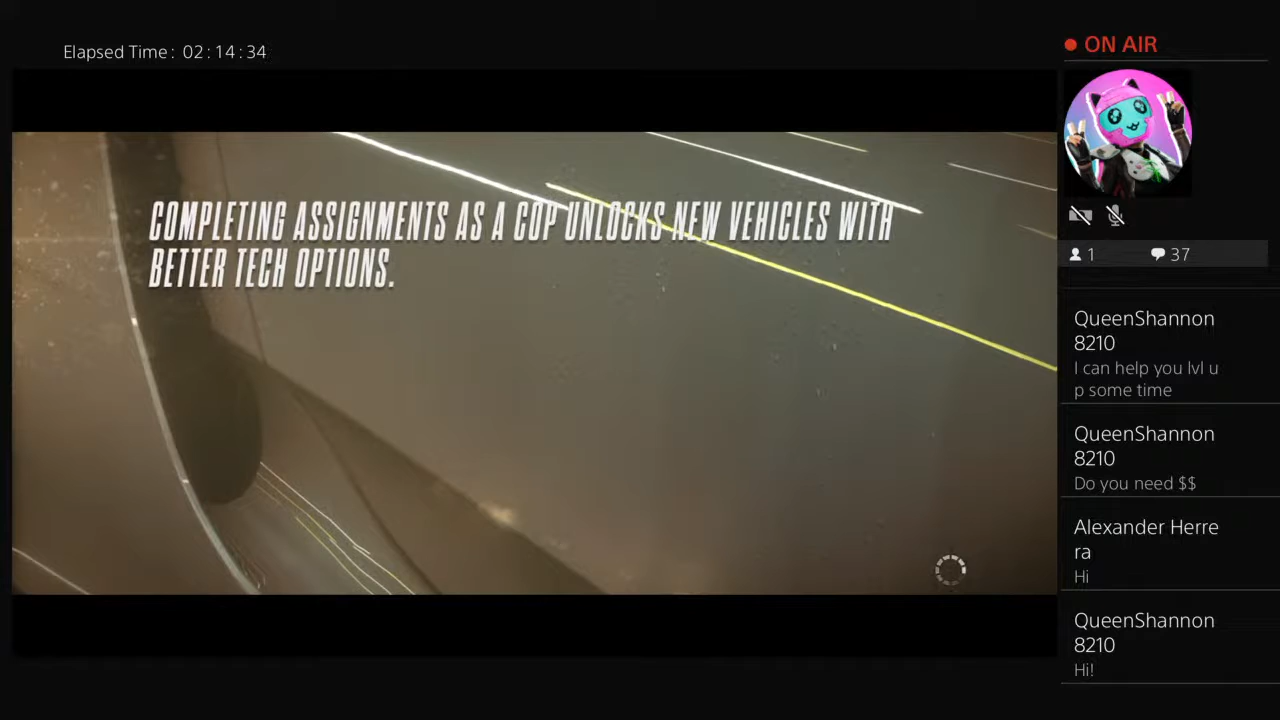 Elapsed Time: 02:14:34
ON AIR
COMPLETING ASSIGNMENTS AS A COP UNLOCKS NEW VEHICLES WITH
BETTER TECH OPTIONS.
1 37
QueenShannon
8210
I can help you lvl u
p some time
QueenShannon
8210
Do you need $$
Alexander Herre
ra
Hi
QueenShannon
8210
Hi!